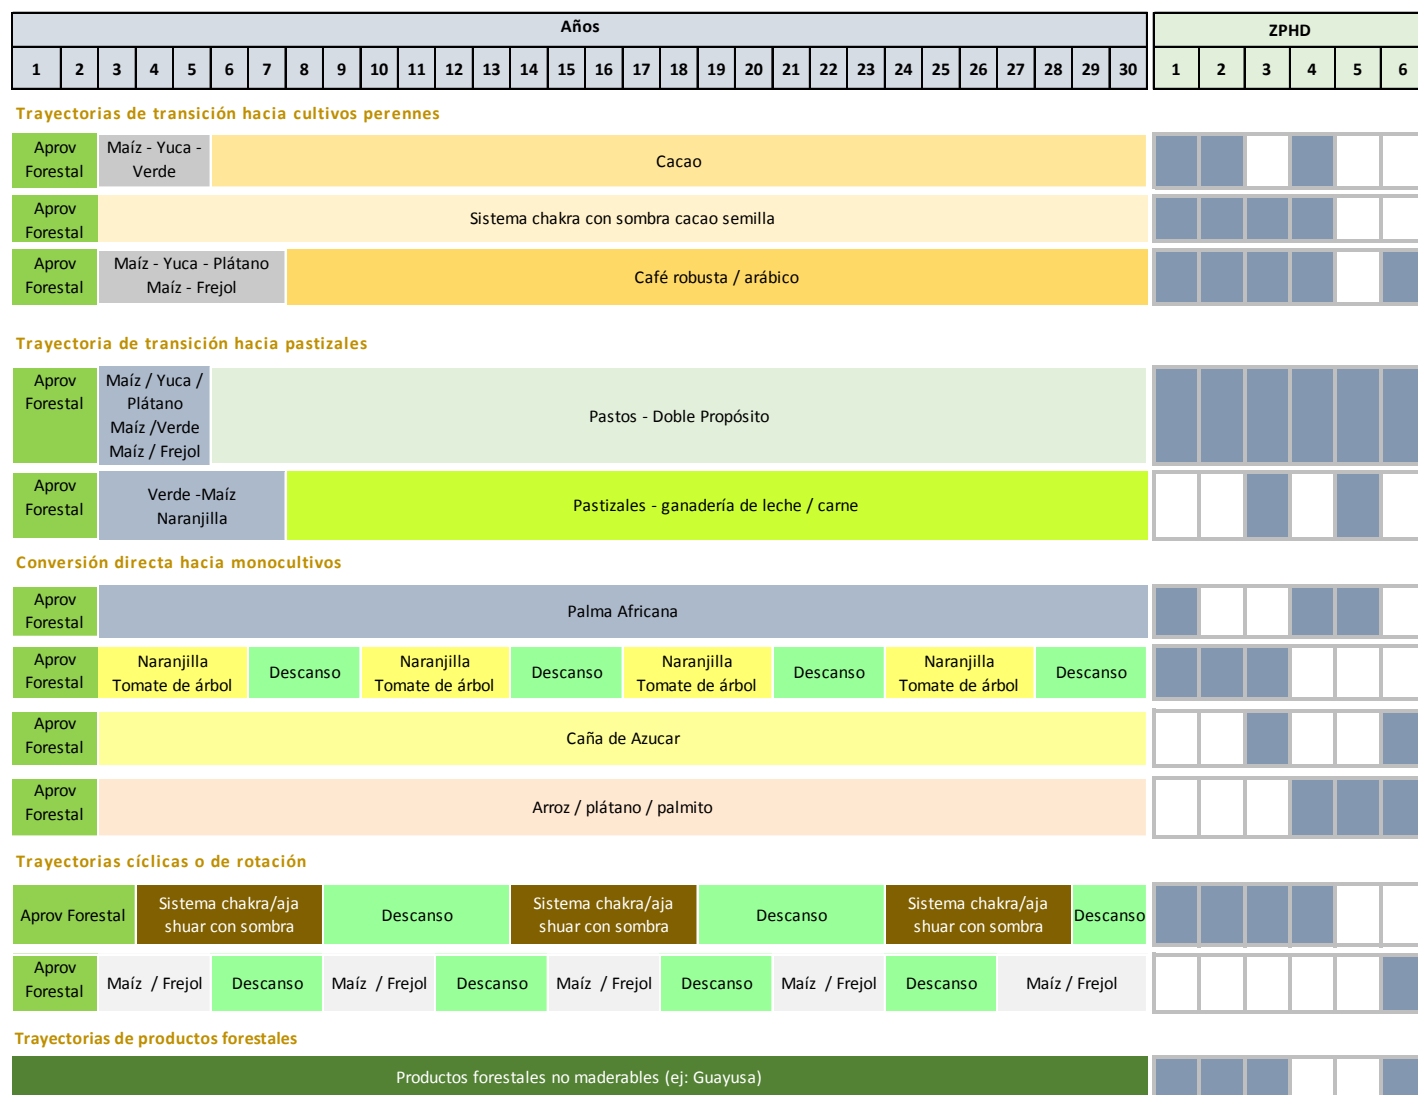 Años
ZPHD
1 2 3 4 5 6 7 8 9 10 11 12 13 14 15 16 17 18 19 20 21 22 23 24 25 26 27 28 29 30 1 2 3 4 5 6
Trayectorias de transición hacia cultivos perennes
Aprov
Forestal
Maíz - Yuca -
Verde
Cacao
Aprov
Forestal
Sistema chakra con sombra cacao semilla
Aprov
Forestal
Maíz - Yuca - Plátano
Maíz - Frejol
Café robusta / arábico
Trayectoria de transición hacia pastizales
Aprov
Forestal
Maíz / Yuca /
Plátano
Maíz /Verde
Maíz / Frejol
Pastos - Doble Propósito
Aprov
Forestal
Verde -Maíz
Naranjilla
Pastizales - ganadería de leche / carne
Conversión directa hacia monocultivos
Aprov
Forestal
Palma Africana
Aprov
Forestal
Naranjilla
Tomate de árbol
Descanso
Naranjilla
Tomate de árbol
Descanso
Naranjilla
Tomate de árbol
Descanso
Naranjilla
Tomate de árbol
Descanso
Aprov
Forestal
Caña de Azucar
Aprov
Forestal
Arroz / plátano / palmito
Trayectorias cíclicas o de rotación
Aprov Forestal
Sistema chakra/aja
shuar con sombra
Descanso
Sistema chakra/aja
shuar con sombra
Descanso
Sistema chakra/aja
shuar con sombra
Descanso
Aprov
Forestal
Maíz / Frejol
Descanso
Maíz / Frejol
Descanso
Maíz / Frejol
Descanso
Maíz / Frejol
Descanso
Maíz / Frejol
Trayectorias de productos forestales
Productos forestales no maderables (ej: Guayusa)